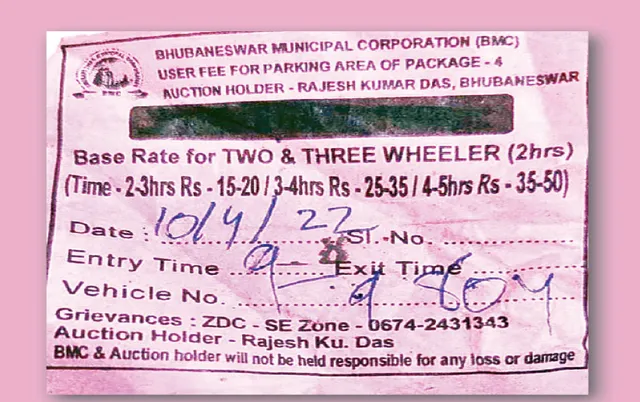 BHUBANESWAR MUNICIPAL CORPORATION (BMC)
USER FEE FOR PARKING AREA OF PACKAGE - 4
AUCTION HOLDER - RAJESH KUMAR DAS, BHUBANESWAR
BMC
Base Rate for TWO & THREE WHEELER (2hrs)
(Time - 2-3hrs Rs - 15-20 / 3-4hrs Rs - 25-35 / 4-5hrs Rs - 35-50)
Date : 10/4/22 Sl.-No.
Entry Time Exit Time
Vehicle No.
Grievances : ZDC - SE Zone - 0674-2431343
Auction Holder - Rajesh Ku. Das
BMC & Auction holder will not be held responsible for any loss or damage